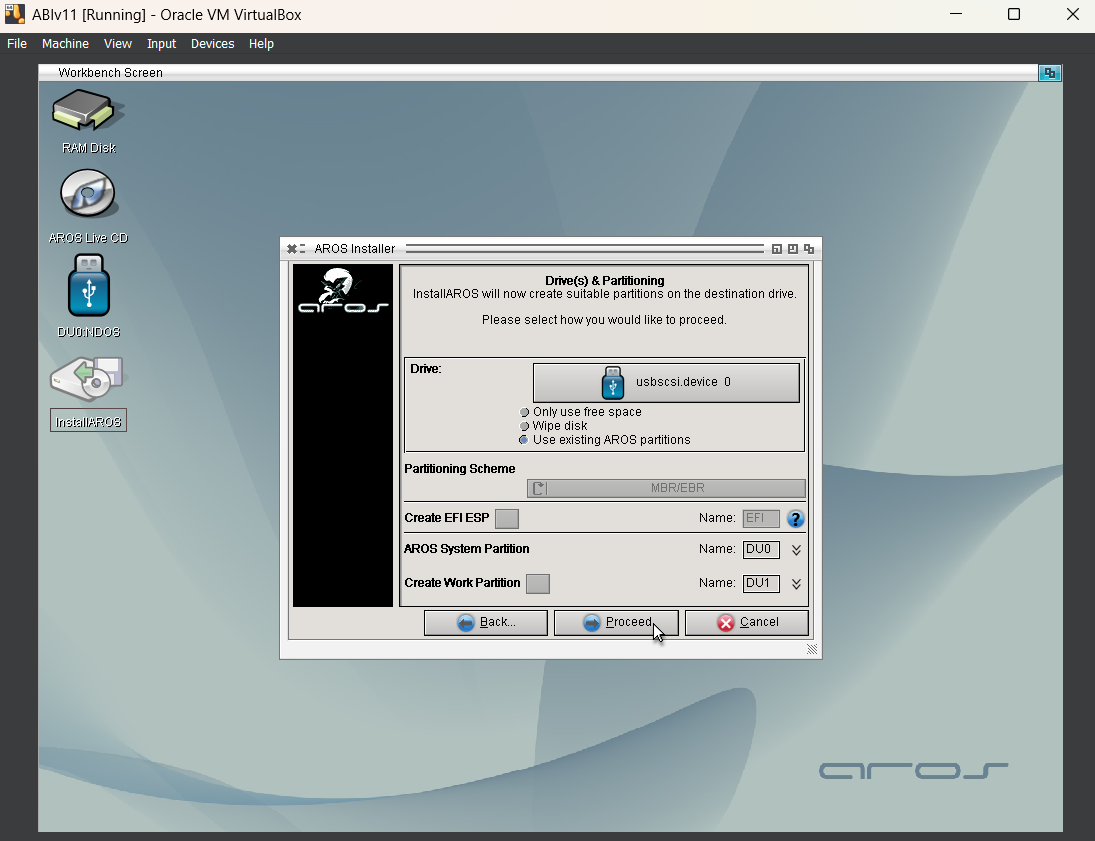 ABIv11 [Running] - Oracle VM VirtualBox
File Machine View Input Devices Help
Workbench Screen
RAM Disk
AROS Live CD
DU0:NDOS
InstallAROS
AROS Installer
aros
Drive(s) & Partitioning
InstallAROS will now create suitable partitions on the destination drive.
Please select how you would like to proceed.
Drive:
usbscsi.device 0
Only use free space
Wipe disk
Use existing AROS partitions
Partitioning Scheme
MBR/EBR
Create EFI ESP Name: EFI ?
AROS System Partition Name: DU0
Create Work Partition Name: DU1
Back... Proceed Cancel
aros